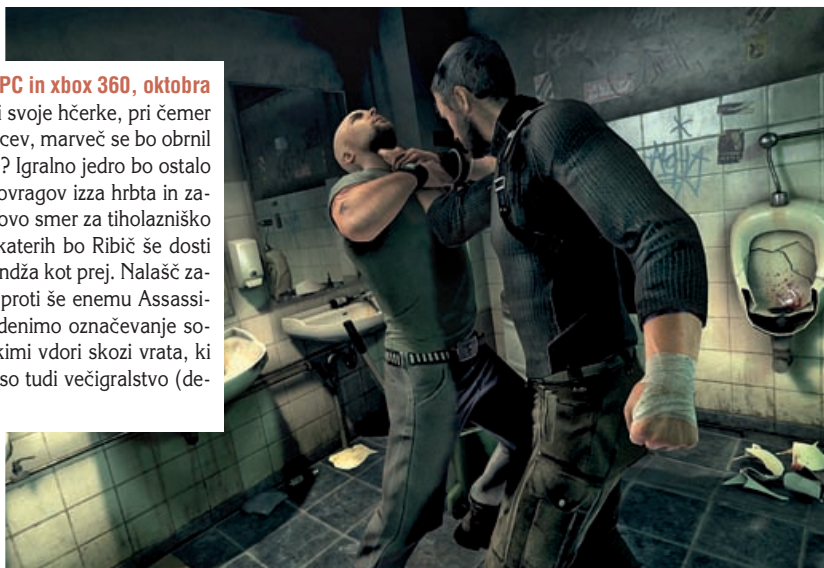 PC in xbox 360, oktobra
i svoje hčerke, pri čemer
cev, marveč se bo obrnil
? Igralno jedro bo ostalo
ovragov izza hrbta in za-
ovo smer za tiholazniško
katerih bo Ribič še dosti
ndža kot prej. Nalašč za-
proti še enemu Assassi-
denimo označevanje so-
kimi vdori skozi vrata, ki
so tudi večigralstvo (de-